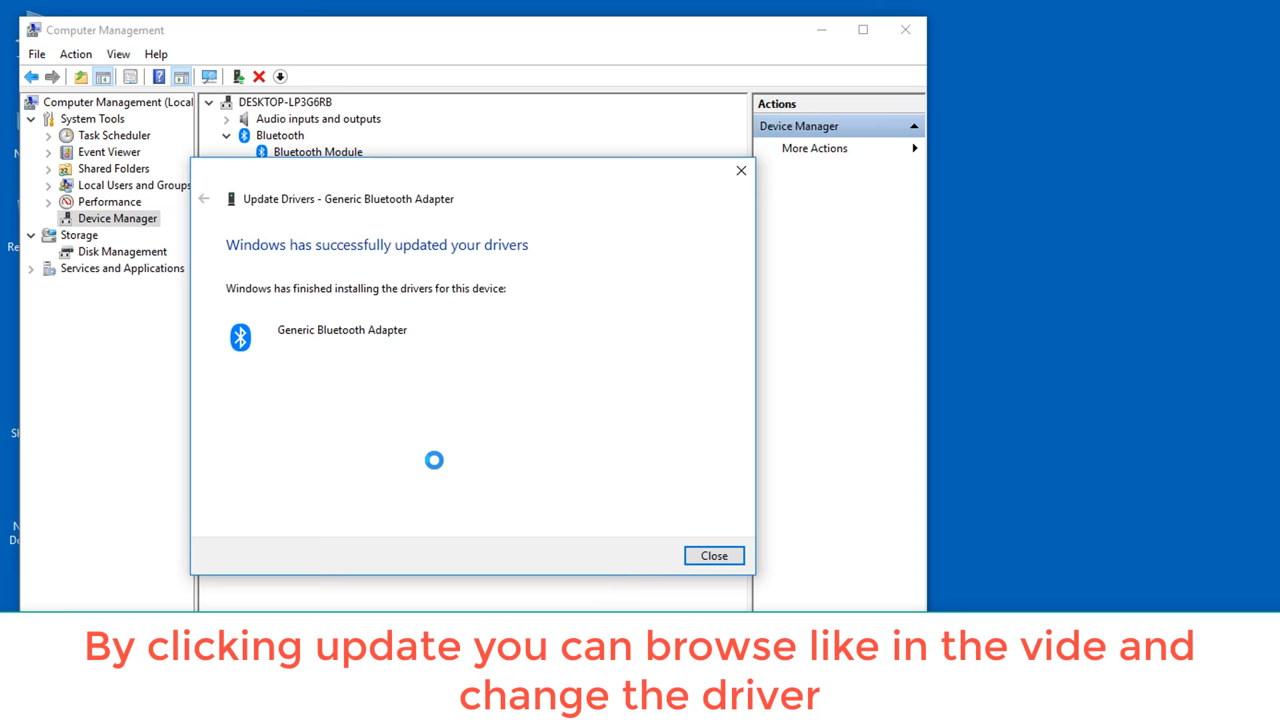 Computer Management
File Action View Help
Computer Management (Local
System Tools
Task Scheduler
Event Viewer
Shared Folders
Local Users and Groups
Performance
Device Manager
Storage
Disk Management
Services and Applications
DESKTOP-LP3G6RB
Audio inputs and outputs
Bluetooth
Bluetooth Module
Actions
Device Manager
More Actions
Update Drivers - Generic Bluetooth Adapter
Windows has successfully updated your drivers
Windows has finished installing the drivers for this device:
Generic Bluetooth Adapter
Close
By clicking update you can browse like in the vide and
change the driver